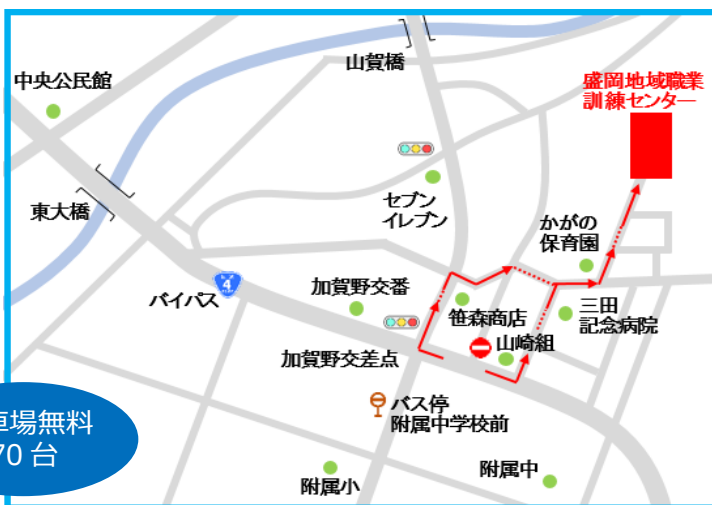 山賀橋
中央公民館
盛岡地域職業
訓練センター
セブン
イレブン
東大橋
かがの
保育園
4
バイパス
加賀野交番
笹森商店
三田
記念病院
山崎組
加賀野交差点
バス停
附属中学校前
車場無料
70 台
附属小
附属中